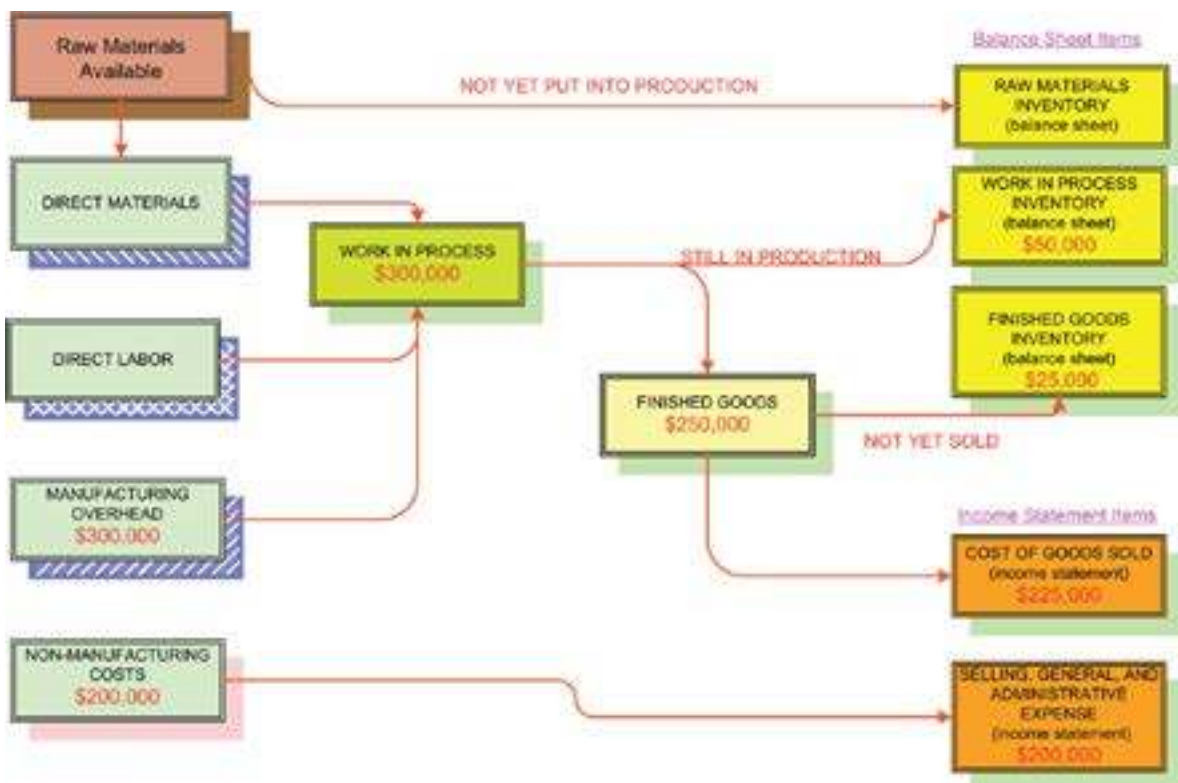 Raw Materials
Available
Balance Sheet Items
NOT YET PUT INTO PRODUCTION
RAW MATERIALS
INVENTORY
(balance sheet)
DIRECT MATERIALS
WORK IN PROCESS
INVENTORY
(balance sheet)
$50,000
WORK IN PROCESS
$300,000
STILL IN PRODUCTION
FINISHED GOODS
INVENTORY
(balance sheet)
$25,000
DIRECT LABOR
FINISHED GOODS
$250,000
NOT YET SOLD
MANUFACTURING
OVERHEAD
$300,000
Income Statement Items
COST OF GOODS SOLD
(income statement)
$225,000
NON-MANUFACTURING
COSTS
$200,000
SELLING, GENERAL, AND
ADMINISTRATIVE
EXPENSE
(income statement)
$200,000